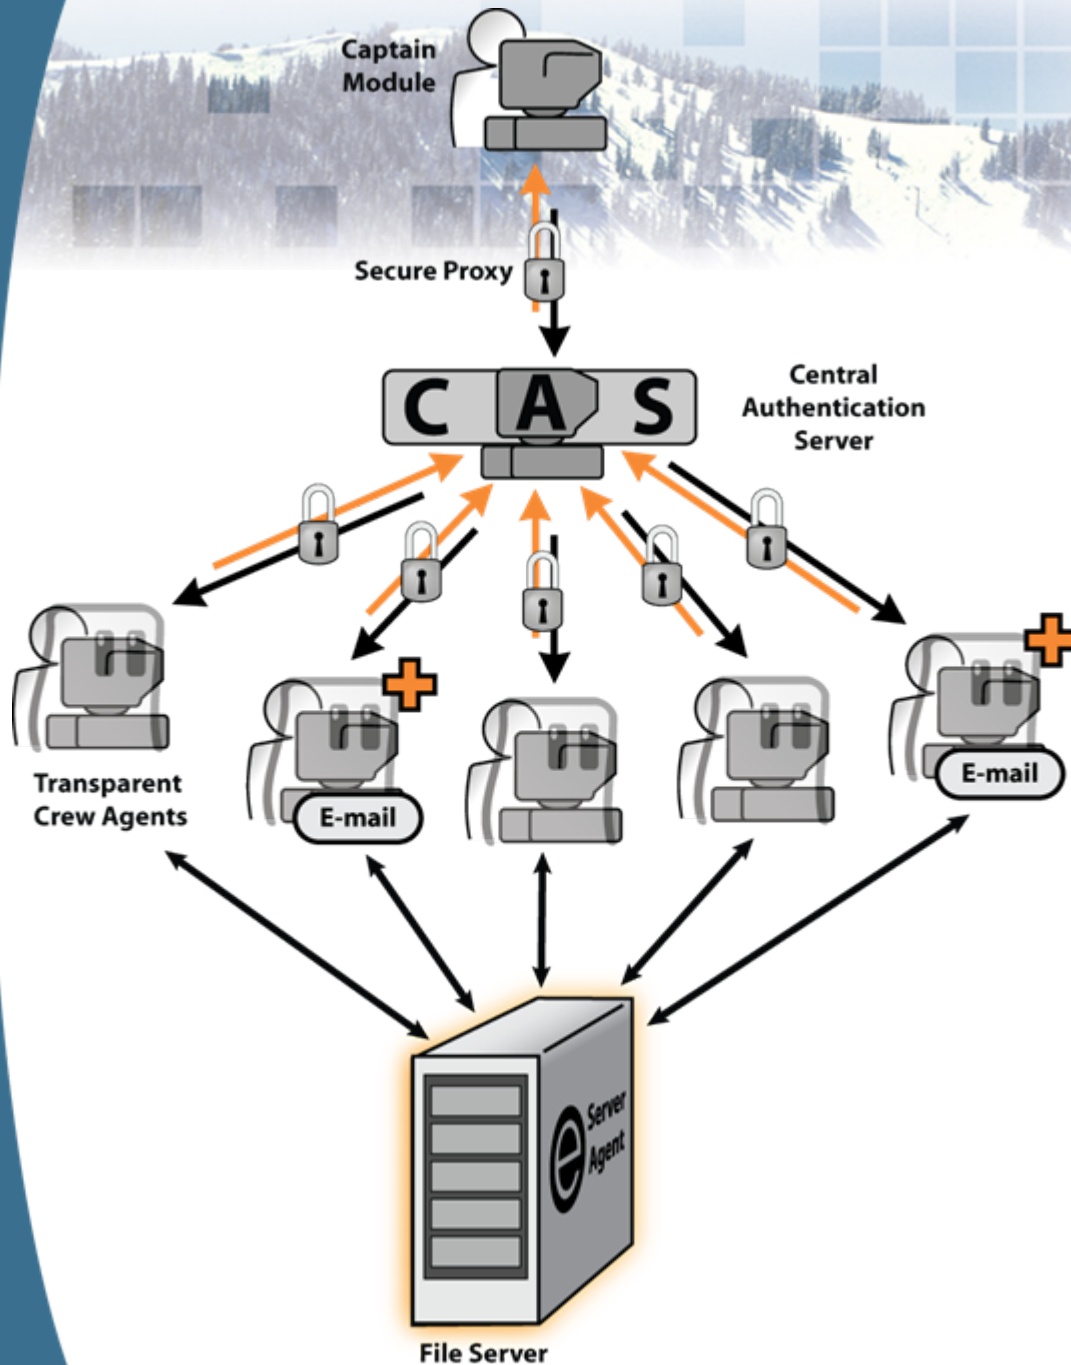 Captain
Module
Secure Proxy
C A S
Central
Authentication
Server
Transparent
Crew Agents
E-mail
E-mail
e Server
Agent
File Server